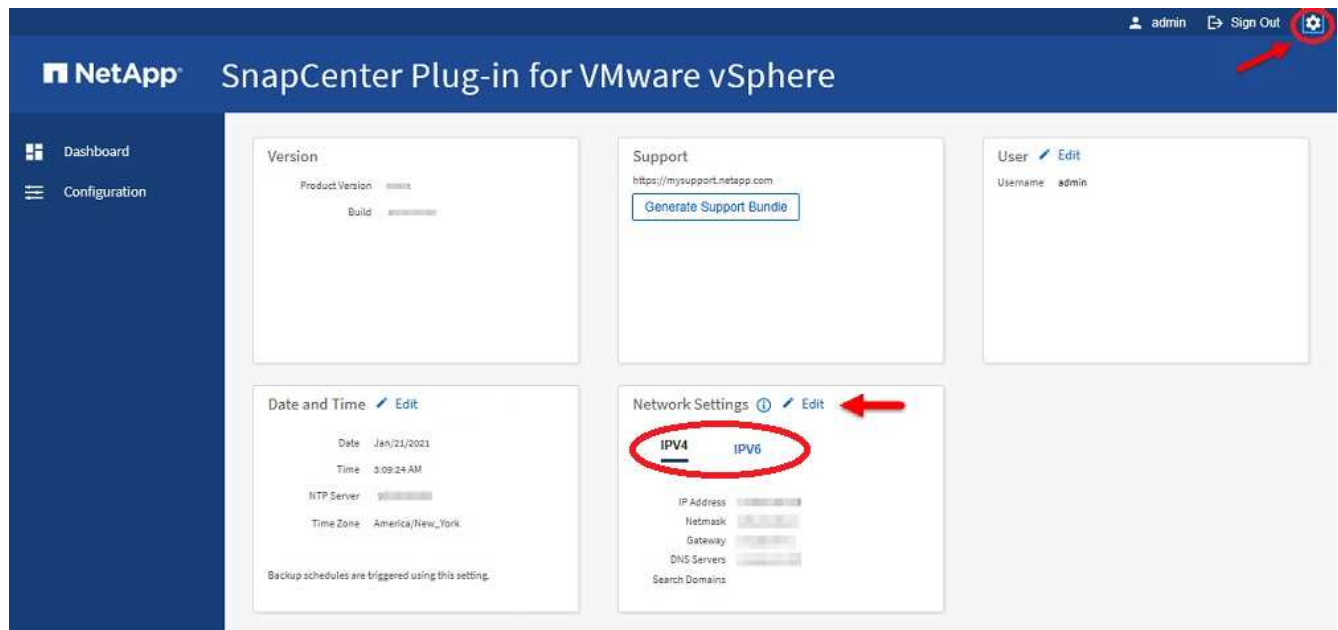 admin Sign Out
NetApp® SnapCenter Plug-in for VMware vSphere
Dashboard
Configuration
Version
Product Version
Build
Support
https://mysupport.netapp.com
Generate Support Bundle
User Edit
Username admin
Date and Time Edit
Date Jan/21/2021
Time 3:09:24 AM
NTP Server
Time Zone America/New_York
Backup schedules are triggered using this setting.
Network Settings Edit
IPV4 IPV6
IP Address
Netmask
Gateway
DNS Servers
Search Domains